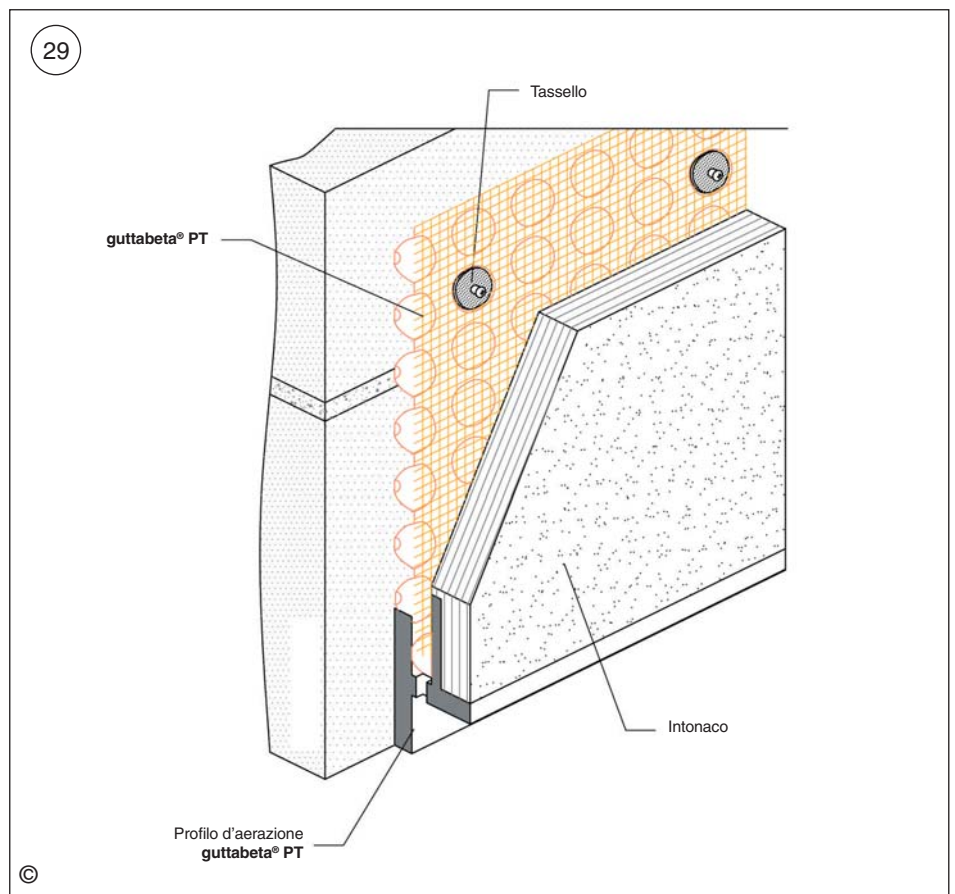 29
Tassello
guttabeta® PT
Intonaco
Profilo d’aerazione
guttabeta® PT
©